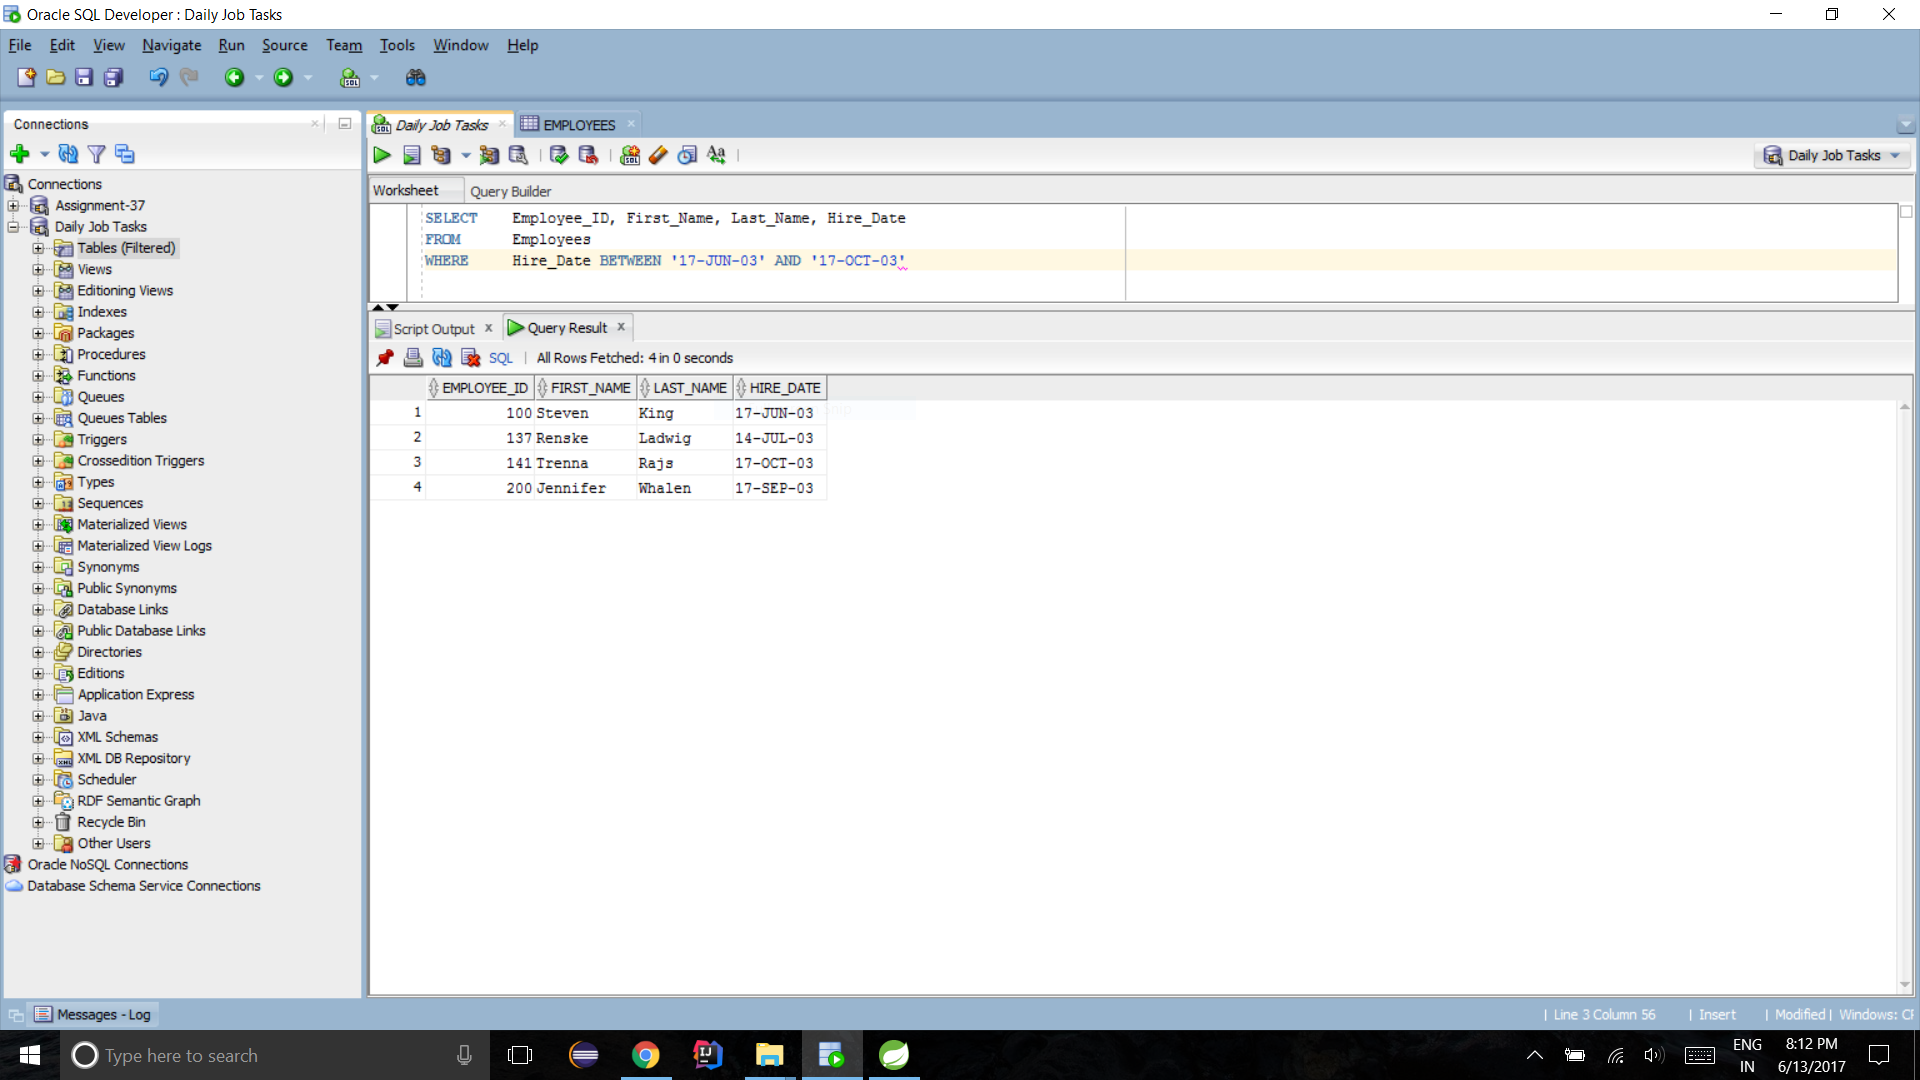 Oracle SQL Developer : Daily Job Tasks
File Edit View Navigate Run Source Team Tools Window Help
Connections
Daily Job Tasks
EMPLOYEES
Daily Job Tasks
Worksheet
Query Builder
SELECT Employee_ID, First_Name, Last_Name, Hire_Date
FROM Employees
WHERE Hire_Date BETWEEN '17-JUN-03' AND '17-OCT-03'
Script Output
Query Result
SQL | All Rows Fetched: 4 in 0 seconds
EMPLOYEE_ID FIRST_NAME LAST_NAME HIRE_DATE
1 100 Steven King 17-JUN-03
2 137 Renske Ladwig 14-JUL-03
3 141 Trenna Rajs 17-OCT-03
4 200 Jennifer Whalen 17-SEP-03
Connections
Assignment-37
Daily Job Tasks
Tables (Filtered)
Views
Editioning Views
Indexes
Packages
Procedures
Functions
Queues
Queues Tables
Triggers
Crossedition Triggers
Types
Sequences
Materialized Views
Materialized View Logs
Synonyms
Public Synonyms
Database Links
Public Database Links
Directories
Editions
Application Express
Java
XML Schemas
XML DB Repository
Scheduler
RDF Semantic Graph
Recycle Bin
Other Users
Oracle NoSQL Connections
Database Schema Service Connections
Messages - Log
| Line 3 Column 56 | Insert | Modified | Windows:
Type here to search
ENG
IN
8:12 PM
6/13/2017